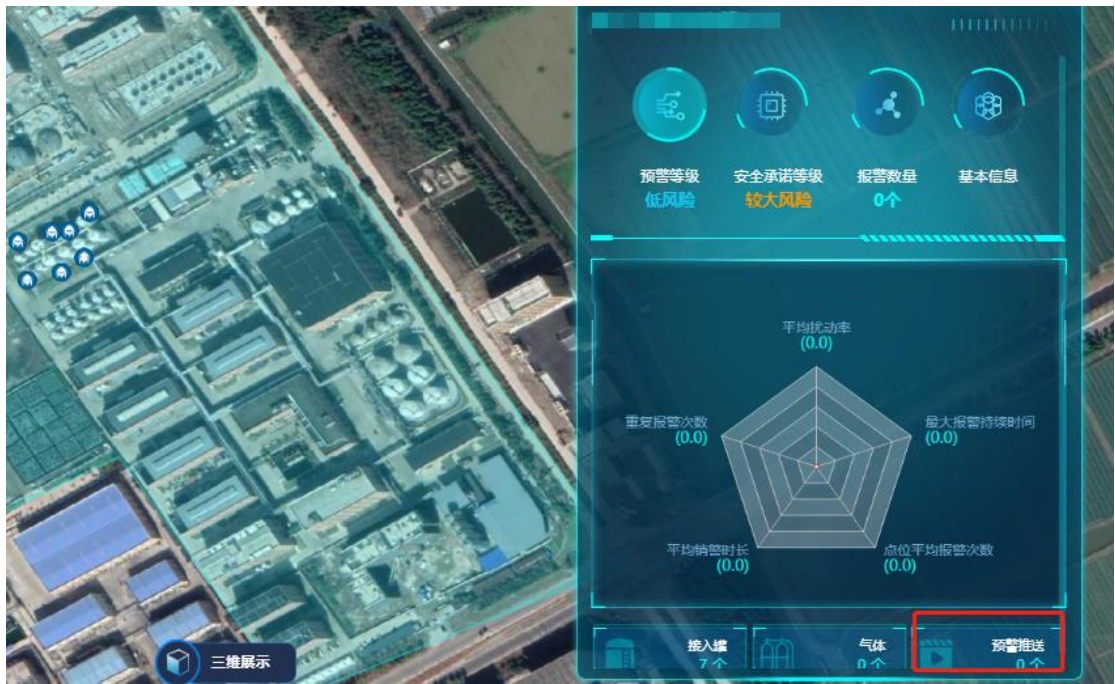 预警等级 安全承诺等级 报警数量 基本信息
低风险 较大风险 0个
平均扰动率
(0.0)
重复报警次数
(0.0)
最大报警持续时间
(0.0)
平均销警时长
(0.0)
点位平均报警次数
(0.0)
接入罐
7个
气体
0个
预警推送
0个
三维展示